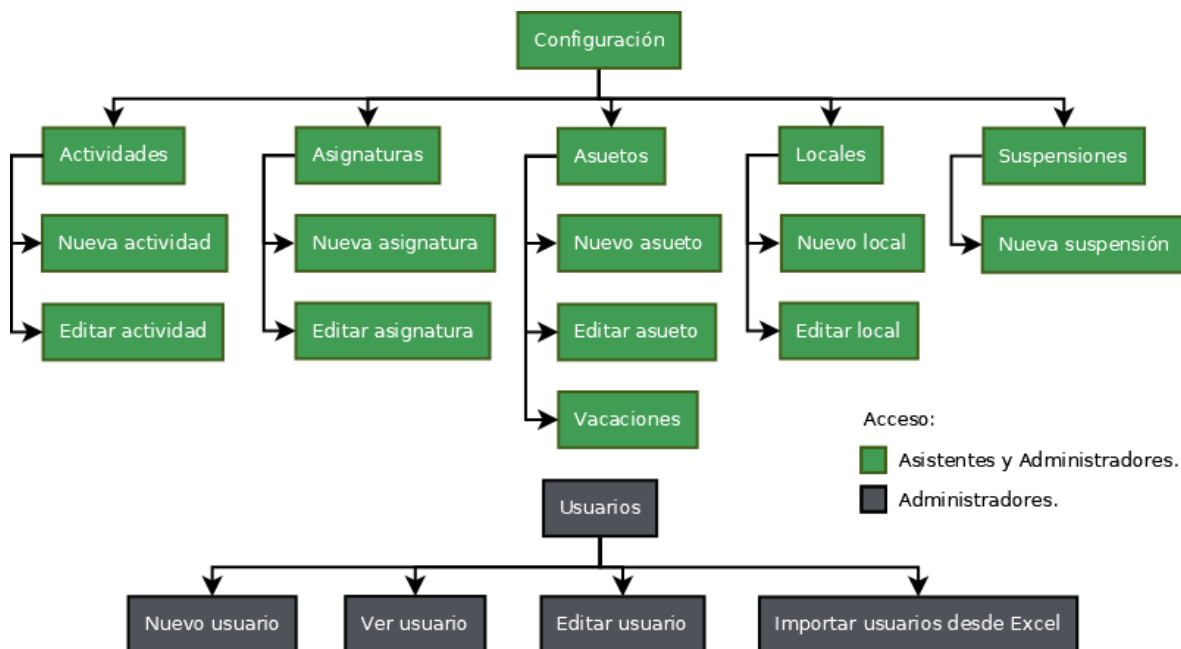 Configuración
Actividades
Asignaturas
Asuetos
Locales
Suspensiones
Nueva actividad
Nueva asignatura
Nuevo asueto
Nuevo local
Nueva suspensión
Editar actividad
Editar asignatura
Editar asueto
Editar local
Vacaciones
Acceso:
Asistentes y Administradores.
Administradores.
Usuarios
Nuevo usuario
Ver usuario
Editar usuario
Importar usuarios desde Excel